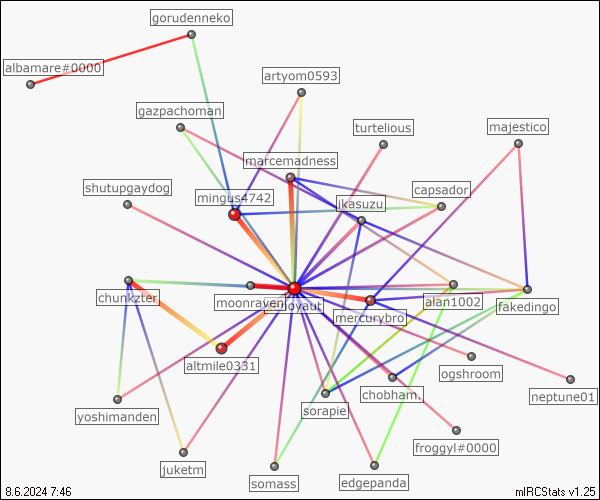 gorudenneko
albamare#0000
artyom0593
gazpachoman
turtelious
majestico
marcemadness
shutupgaydog
mingus4742
capsador
ikasuzu
chunkzter
moonraven
alan1002
fakedingo
mercurybro
altmile0331
ogshroom
neptune01
chobham.
sorapie
yoshimanden
froggyl#0000
juketm
somass
edgepanda
8.6.2024 7:46
mIRCStats v1.25